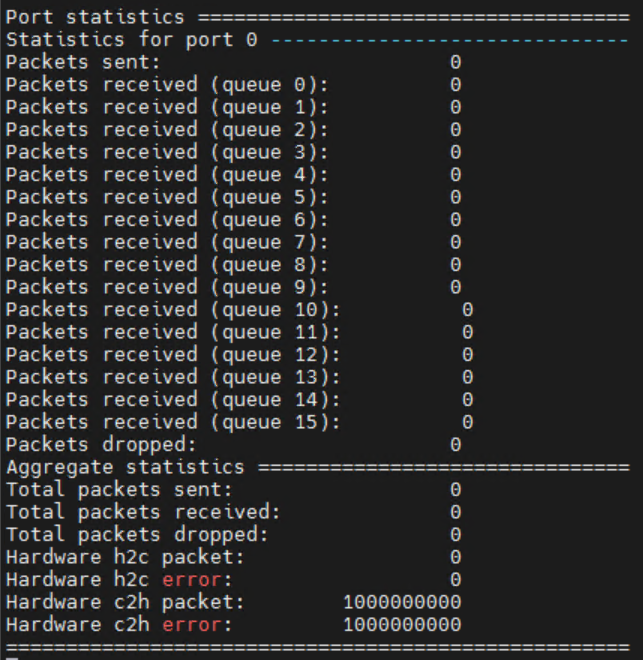 Port statistics ====================================
Statistics for port 0 ------------------------------
Packets sent:                        0
Packets received (queue 0):          0
Packets received (queue 1):          0
Packets received (queue 2):          0
Packets received (queue 3):          0
Packets received (queue 4):          0
Packets received (queue 5):          0
Packets received (queue 6):          0
Packets received (queue 7):          0
Packets received (queue 8):          0
Packets received (queue 9):          0
Packets received (queue 10):          0
Packets received (queue 11):          0
Packets received (queue 12):          0
Packets received (queue 13):          0
Packets received (queue 14):          0
Packets received (queue 15):          0
Packets dropped:                     0
Aggregate statistics ===============================
Total packets sent:                  0
Total packets received:              0
Total packets dropped:               0
Hardware h2c packet:                 0
Hardware h2c error:                  0
Hardware c2h packet:        1000000000
Hardware c2h error:         1000000000
====================================================